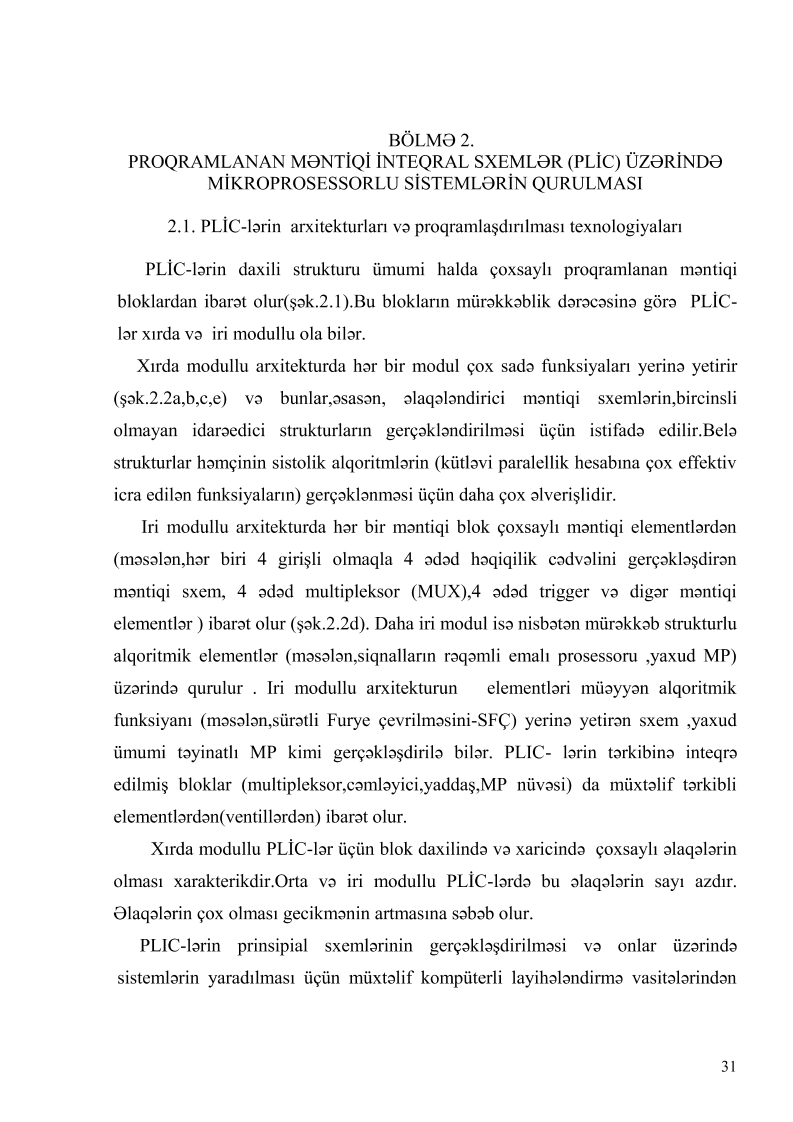 BÖLMƏ 2.
PROQRAMLANAN MƏNTİQİ İNTEQRAL SXEMLƏR (PLİC) ÜZƏRİNDƏ
MİKROPROSESSORLU SİSTEMLƏRİN QURULMASI
2.1. PLİC-lərin arxitekturları və proqramlaşdırılması texnologiyaları
PLİC-lərin daxili strukturu ümumi halda çoxsaylı proqramlanan məntiqi
bloklardan ibarət olur(şək.2.1).Bu blokların mürəkkəblik dərəcəsinə görə PLİC-
lər xırda və iri modullu ola bilər.
Xırda modullu arxitekturda hər bir modul çox sadə funksiyaları yerinə yetirir
(şək.2.2a,b,c,e) və bunlar,əsasən, əlaqələndirici məntiqi sxemlərin,bircinsli
olmayan idarəedici strukturların gerçəkləndirilməsi üçün istifadə edilir.Belə
strukturlar həmçinin sistolik alqoritmlərin (kütləvi paralellik hesabına çox effektiv
icra edilən funksiyaların) gerçəklənməsi üçün daha çox əlverişlidir.
Iri modullu arxitekturda hər bir məntiqi blok çoxsaylı məntiqi elementlərdən
(məsələn,hər biri 4 girişli olmaqla 4 ədəd həqiqilik cədvəlini gerçəkləşdirən
məntiqi sxem, 4 ədəd multipleksor (MUX),4 ədəd trigger və digər məntiqi
elementlər ) ibarət olur (şək.2.2d). Daha iri modul isə nisbətən mürəkkəb strukturlu
alqoritmik elementlər (məsələn,siqnalların rəqəmli emalı prosessoru ,yaxud MP)
üzərində qurulur . Iri modullu arxitekturun elementləri müəyyən alqoritmik
funksiyanı (məsələn,sürətli Furye çevrilməsini-SFÇ) yerinə yetirən sxem ,yaxud
ümumi təyinatlı MP kimi gerçəkləşdirilə bilər. PLIC- lərin tərkibinə inteqrə
edilmiş bloklar (multipleksor,cəmləyici,yaddaş,MP nüvəsi) da müxtəlif tərkibli
elementlərdən(ventillərdən) ibarət olur.
Xırda modullu PLİC-lər üçün blok daxilində və xaricində çoxsaylı əlaqələrin
olması xarakterikdir.Orta və iri modullu PLİC-lərdə bu əlaqələrin sayı azdır.
Əlaqələrin çox olması gecikmənin artmasına səbəb olur.
PLIC-lərin prinsipial sxemlərinin gerçəkləşdirilməsi və onlar üzərində
sistemlərin yaradılması üçün müxtəlif kompüterli layihələndirmə vasitələrindən
31